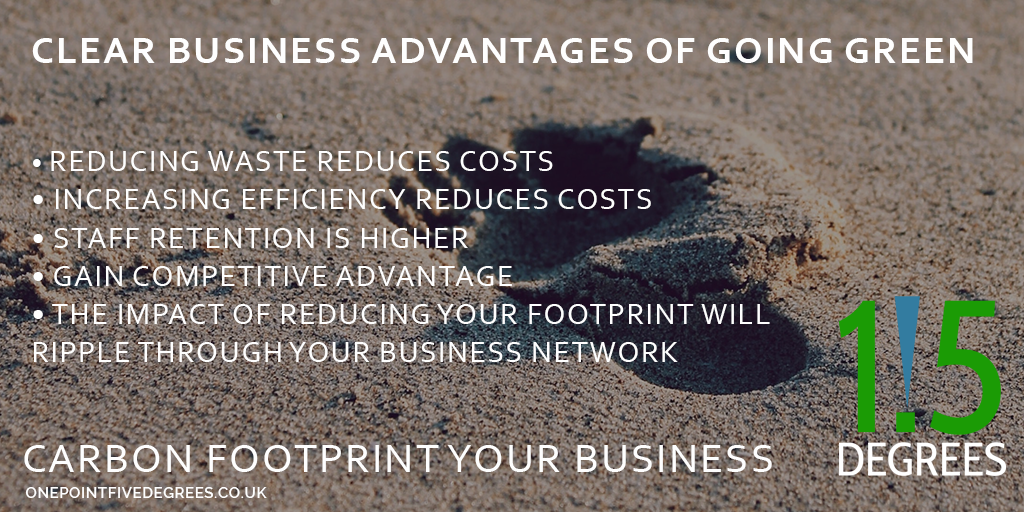 CLEAR BUSINESS ADVANTAGES OF GOING GREEN
• REDUCING WASTE REDUCES COSTS
• INCREASING EFFICIENCY REDUCES COSTS
• STAFF RETENTION IS HIGHER
• GAIN COMPETITIVE ADVANTAGE
• THE IMPACT OF REDUCING YOUR FOOTPRINT WILL
RIPPLE THROUGH YOUR BUSINESS NETWORK
1.5
DEGREES
CARBON FOOTPRINT YOUR BUSINESS
ONEPOINTFIVEDEGREES.CO.UK